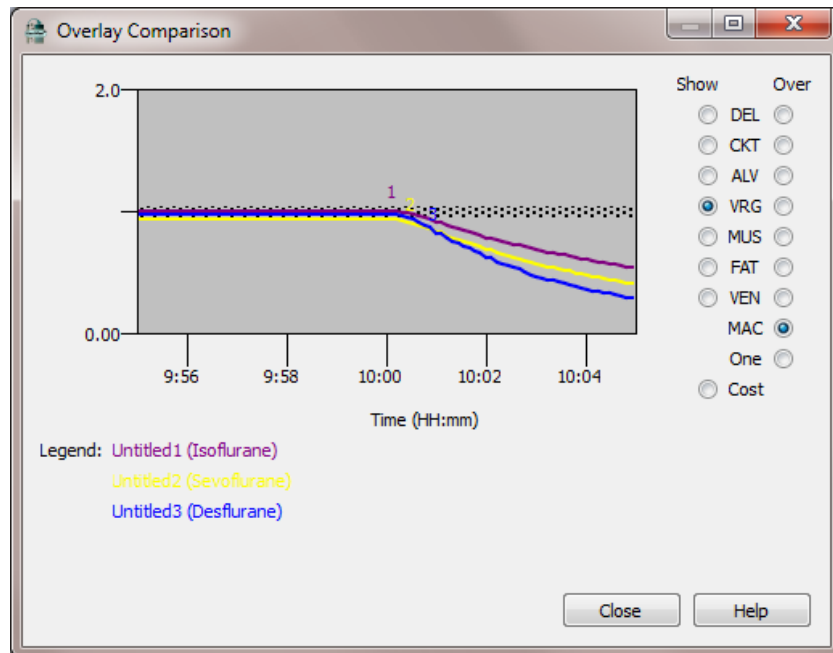 Overlay Comparison
2.0
0.00
1
2
3
9:56 9:58 10:00 10:02 10:04
Time (HH:mm)
Show Over
DEL
CKT
ALV
VRG
MUS
FAT
VEN
MAC
One
Cost
Legend: Untitled1 (Isoflurane)
Untitled2 (Sevoflurane)
Untitled3 (Desflurane)
Close Help